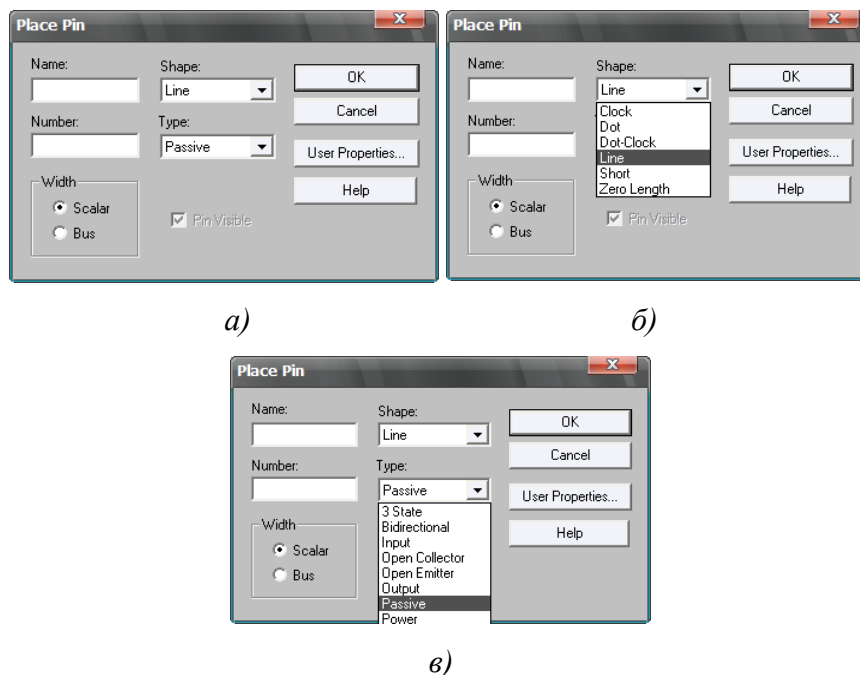 Place Pin
Name:
Shape:
Line
OK
Cancel
Number:
Type:
Passive
User Properties...
Width
Scalar
Bus
Pin Visible
Help
а)
Place Pin
Name:
Shape:
Line
OK
Cancel
Number:
Clock
Dot
Dot-Clock
Line
Short
Zero Length
User Properties...
Width
Scalar
Bus
Pin Visible
Help
б)
Place Pin
Name:
Shape:
Line
OK
Cancel
Number:
Type:
Passive
User Properties...
3 State
Bidirectional
Input
Open Collector
Open Emitter
Output
Passive
Power
Width
Scalar
Bus
Help
в)